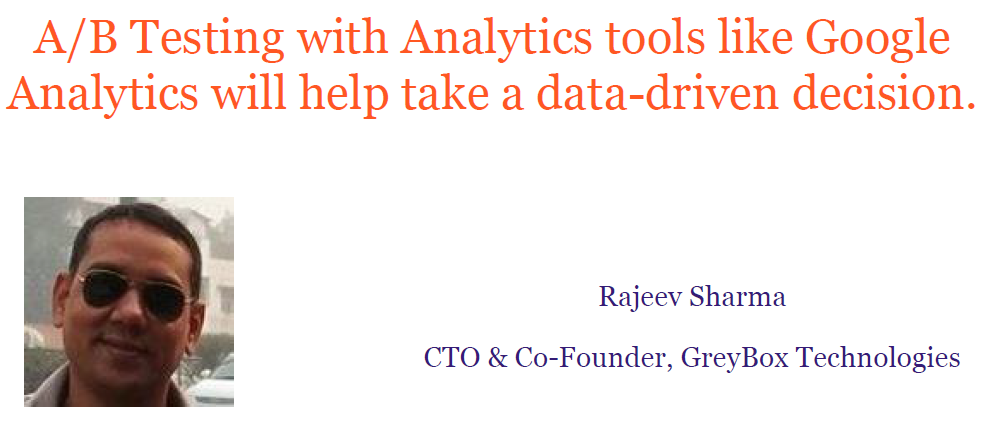 A/B Testing with Analytics tools like Google
Analytics will help take a data-driven decision.
Rajeev Sharma
CTO & Co-Founder, GreyBox Technologies